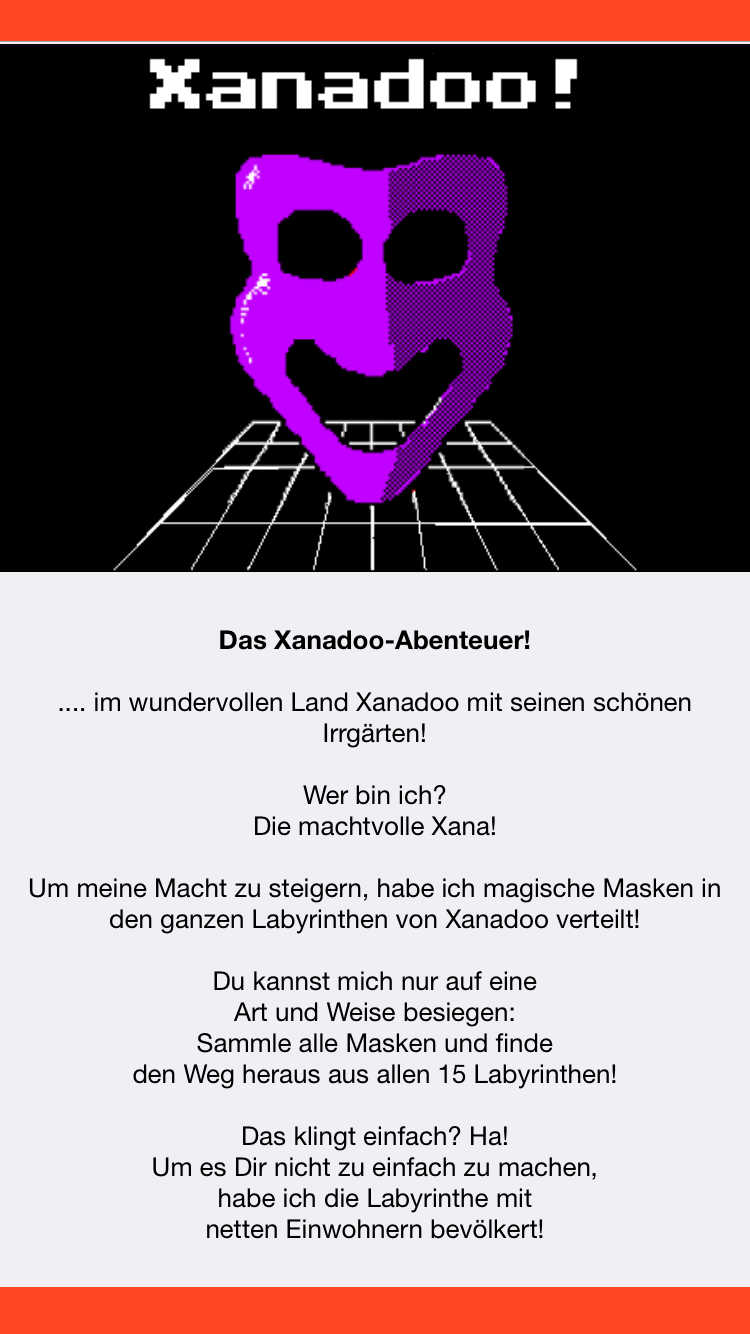 Xanadoo!
Das Xanadoo-Abenteuer!
.... im wundervollen Land Xanadoo mit seinen schönen
Irrgärten!
Wer bin ich?
Die machtvolle Xana!
Um meine Macht zu steigern, habe ich magische Masken in
den ganzen Labyrinthen von Xanadoo verteilt!
Du kannst mich nur auf eine
Art und Weise besiegen:
Sammle alle Masken und finde
den Weg heraus aus allen 15 Labyrinthen!
Das klingt einfach? Ha!
Um es Dir nicht zu einfach zu machen,
habe ich die Labyrinthe mit
netten Einwohnern bevölkert!